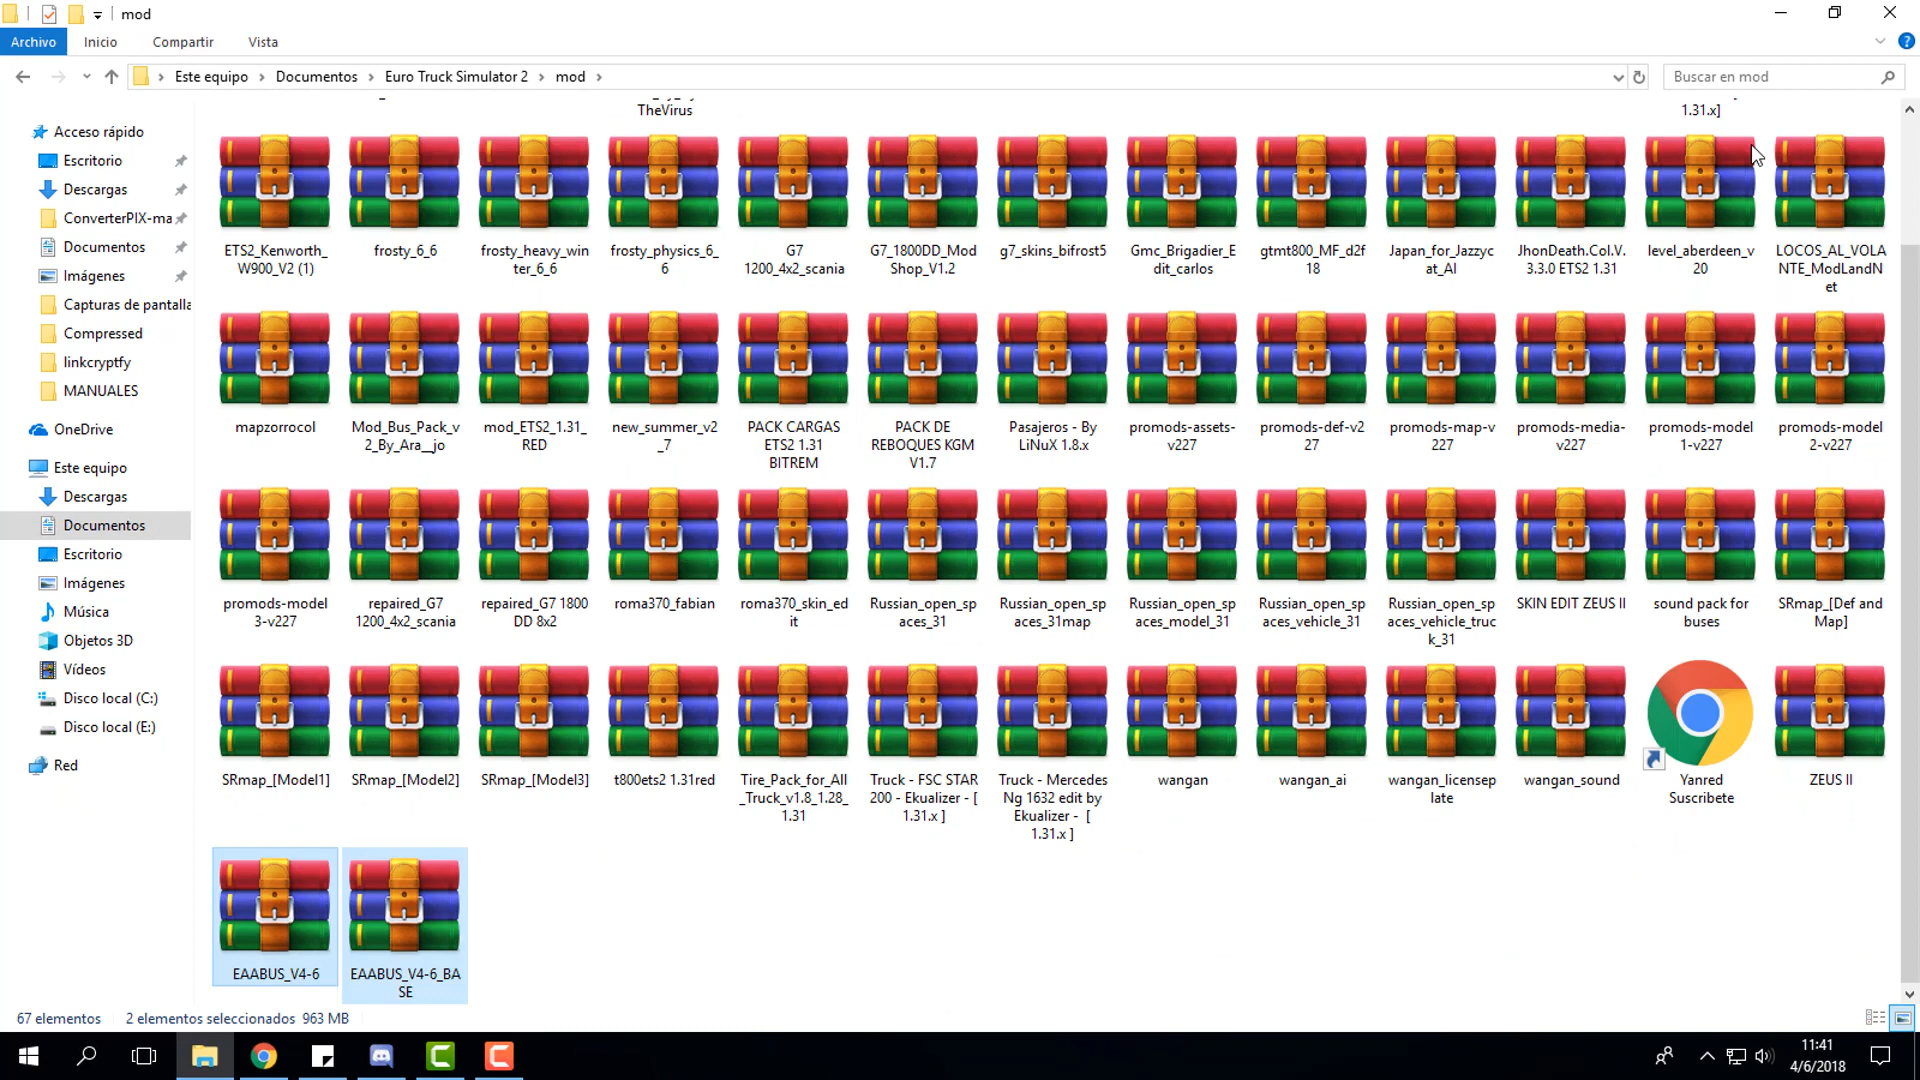 mod
Archivo
Inicio
Compartir
Vista
Este equipo
Documentos
Euro Truck Simulator 2
mod
Buscar en mod
Acceso rápido
Escritorio
Descargas
ConverterPIX-ma
Documentos
Imágenes
Capturas de pantalla
Compressed
linkcryptfy
MANUALES
OneDrive
Este equipo
Descargas
Documentos
Escritorio
Imágenes
Música
Objetos 3D
Vídeos
Disco local (C:)
Disco local (E:)
Red
TheVirus
1.31.x]
ETS2_Kenworth_
W900_V2 (1)
frosty_6_6
frosty_heavy_win
ter_6_6
frosty_physics_6_
6
G7
1200_4x2_scania
G7_1800DD_Mod
Shop_V1.2
g7_skins_bifrost5
Gmc_Brigadier_E
dit_carlos
gtmt800_MF_d2f
18
Japan_for_Jazzyc
at_AI
JhonDeath.Col.V.
3.3.0 ETS2 1.31
level_aberdeen_v
20
LOCOS_AL_VOLA
NTE_ModLandN
et
mapzorrocol
Mod_Bus_Pack_v
2_By_Ara__jo
mod_ETS2_1.31_
RED
new_summer_v2
_7
PACK CARGAS
ETS2 1.31
BITREM
PACK DE
REBOQUES KGM
V1.7
Pasajeros - By
LiNuX 1.8.x
promods-assets-
v227
promods-def-v2
27
promods-map-v
227
promods-media-
v227
promods-model
1-v227
promods-model
2-v227
promods-model
3-v227
repaired_G7
1200_4x2_scania
repaired_G7 1800
DD 8x2
roma370_fabian
roma370_skin_ed
it
Russian_open_sp
aces_31
Russian_open_sp
aces_31map
Russian_open_sp
aces_model_31
Russian_open_sp
aces_vehicle_31
Russian_open_sp
aces_vehicle_truc
k_31
SKIN EDIT ZEUS II
sound pack for
buses
SRmap_[Def and
Map]
SRmap_[Model1]
SRmap_[Model2]
SRmap_[Model3]
t800ets2 1.31red
Tire_Pack_for_All
_Truck_v1.8_1.28_
1.31
Truck - FSC STAR
200 - Ekualizer - [
1.31.x ]
Truck - Mercedes
Ng 1632 edit by
Ekualizer - [
1.31.x ]
wangan
wangan_ai
wangan_licensep
late
wangan_sound
Yanred
Suscribete
ZEUS II
EAABUS_V4-6
EAABUS_V4-6_BA
SE
67 elementos
2 elementos seleccionados 963 MB
11:41
4/6/2018